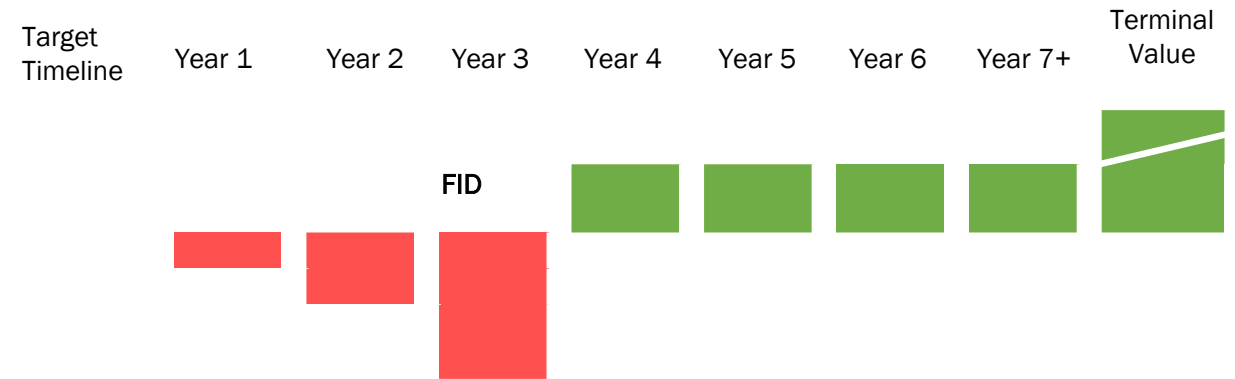 Target
Timeline
Year 1
Year 2
Year 3
Year 4
Year 5
Year 6
Year 7+
Terminal
Value
FID